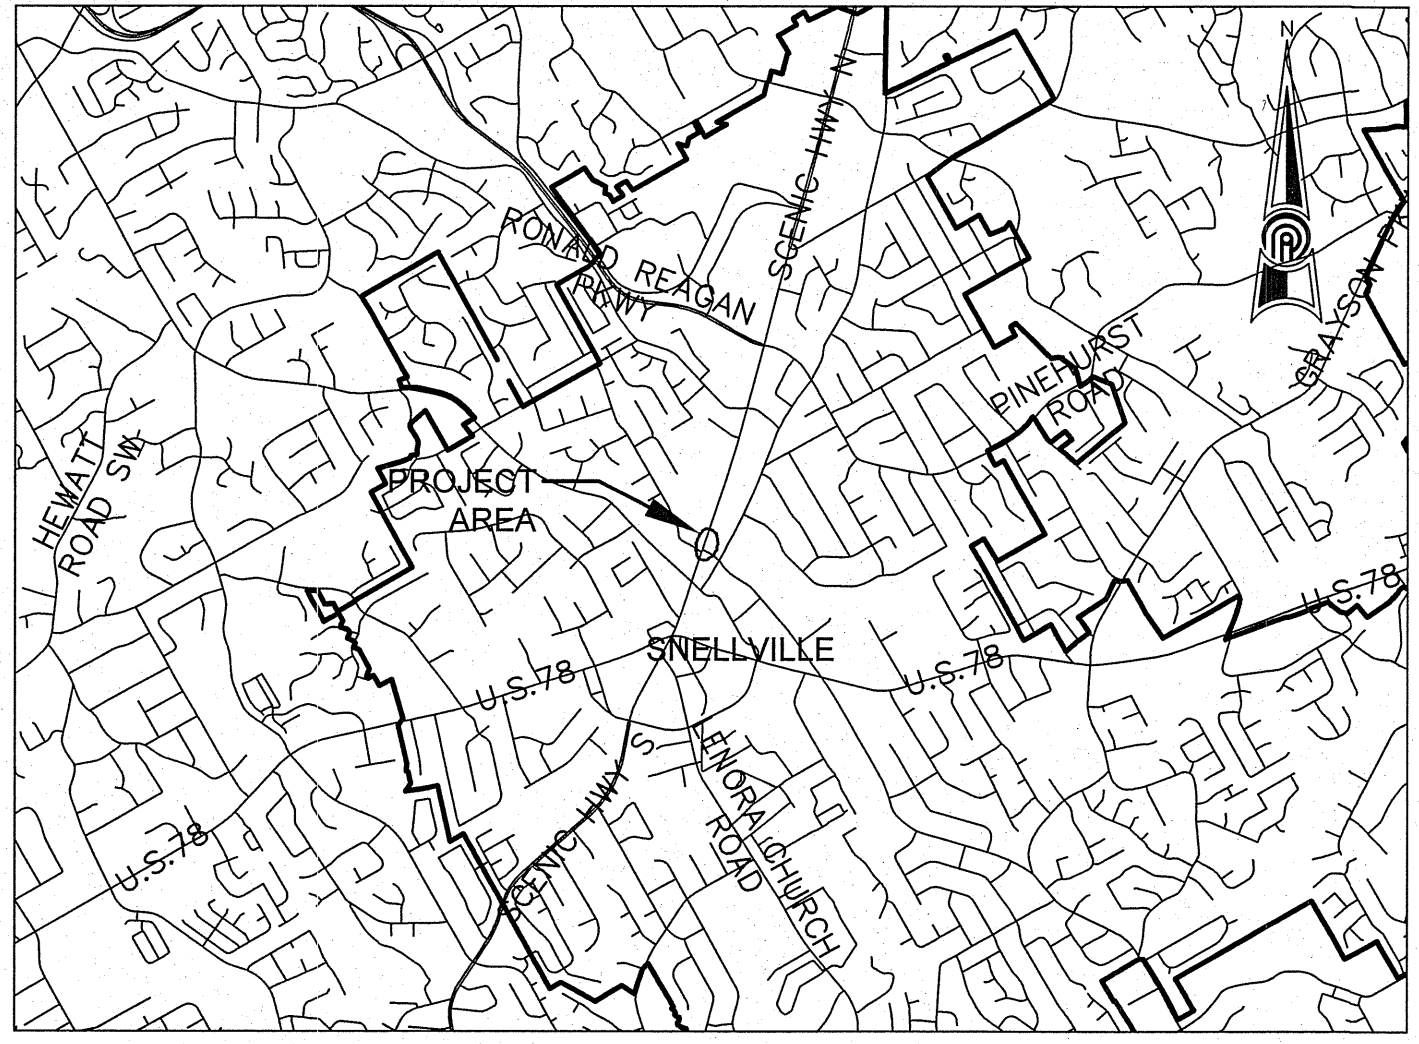 N
SCENIC HWY N
RONALD REAGAN
PKWY
GRAYSON
PINEHURST
ROAD
HEWATT
ROAD SW
PROJECT
AREA
U.S.78
SNELLVILLE
U.S.78
U.S.78
SCENIC HWY S
LENORA CHURCH
ROAD
U.S.78